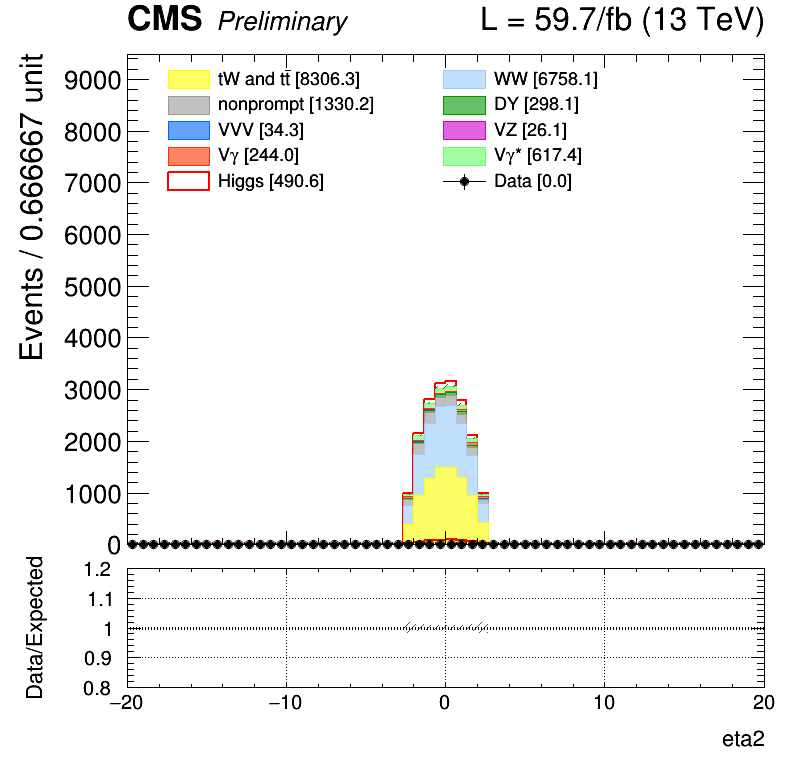 CMS Preliminary L = 59.7/fb (13 TeV)
Events / 0.666667 unit
9000
8000
7000
6000
5000
4000
3000
2000
1000
0
tW and tt̄ [8306.3] WW [6758.1]
nonprompt [1330.2] DY [298.1]
VVV [34.3] VZ [26.1]
Vγ [244.0] Vγ* [617.4]
Higgs [490.6] Data [0.0]
Data/Expected
1.2
1.1
1
0.9
0.8
−20 −10 0 10 20
eta2